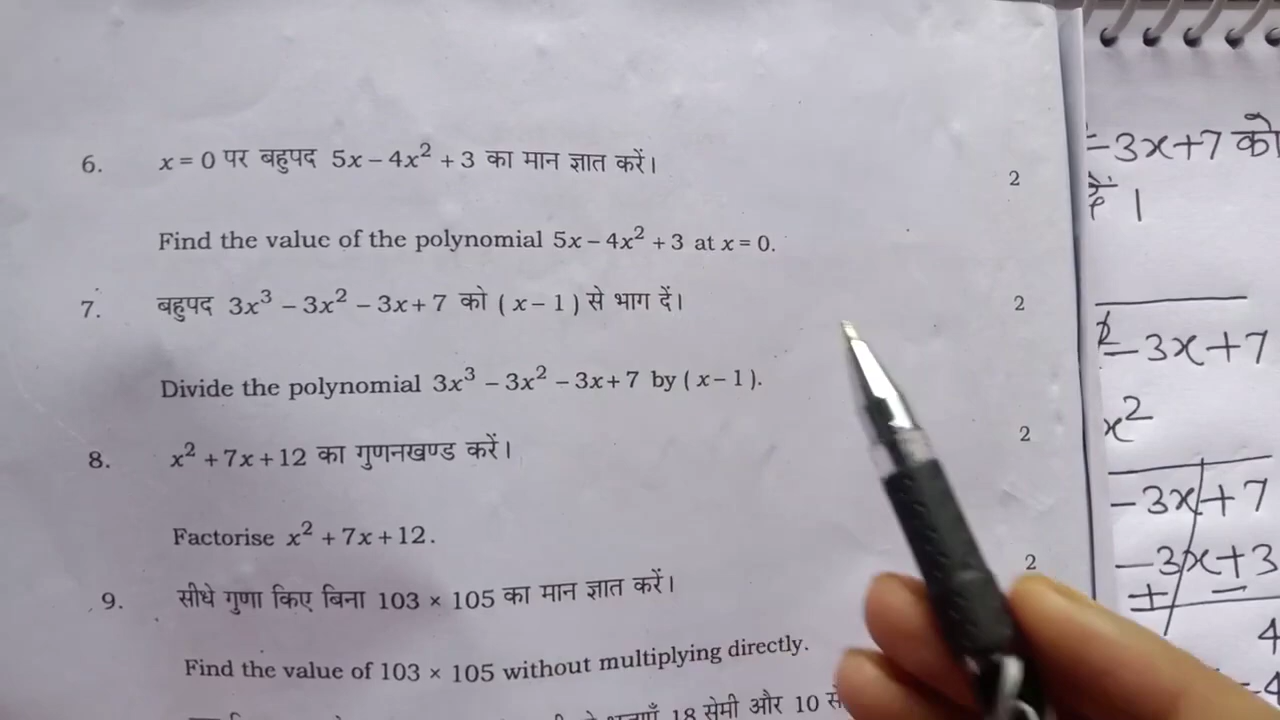 6. x = 0 पर बहुपद 5x – 4x² + 3 का मान ज्ञात करें। 2
Find the value of the polynomial 5x – 4x² + 3 at x = 0.
7. बहुपद 3x³ – 3x² – 3x + 7 को ( x – 1 ) से भाग दें। 2
Divide the polynomial 3x³ – 3x² – 3x + 7 by ( x – 1 ).
8. x² + 7x + 12 का गुणनखण्ड करें। 2
Factorise x² + 7x + 12.
9. सीधे गुणा किए बिना 103 × 105 का मान ज्ञात करें। 2
Find the value of 103 × 105 without multiplying directly.
18 सेमी और 10
–3x+7 को
–3x+7
x²
–3x+7
–3x+3
+ –
4